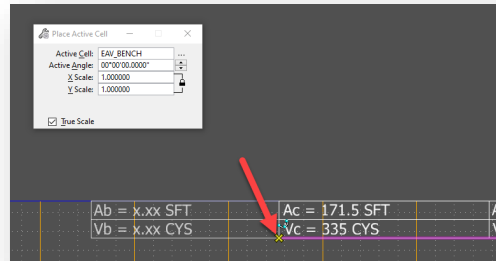 Place Active Cell
Active Cell: EAV_BENCH ...
Active Angle: 00°00'00.0000"
X Scale: 1.000000
Y Scale: 1.000000
True Scale
Ab = x.xx SFT Ac = 171.5 SFT
Vb = x.xx CYS Vc = 335 CYS